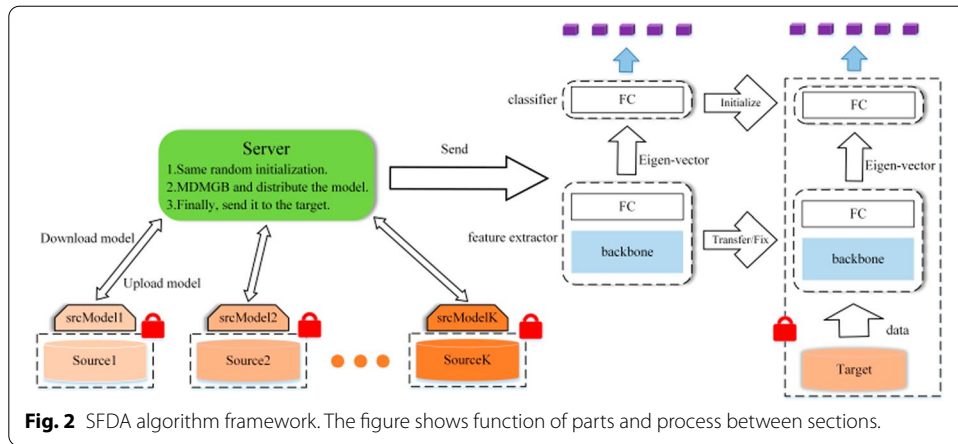 Server
1.Same random initialization.
2.MDMGB and distribute the model.
3.Finally, send it to the target.
Download model
Upload model
srcModel1
srcModel2
srcModelK
Source1
Source2
SourceK
Send
classifier
FC
Eigen-vector
feature extractor
FC
backbone
Initialize
Transfer/Fix
FC
Eigen-vector
FC
backbone
data
Target
Fig. 2 SFDA algorithm framework. The figure shows function of parts and process between sections.